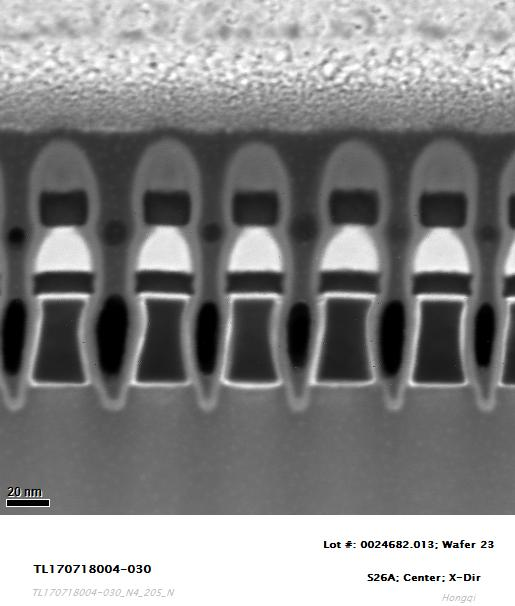 20 nm
Lot #: 0024682.013; Wafer 23
TL170718004-030
S26A; Center; X-Dir
TL170718004-030_N4_205_N
Hongqi